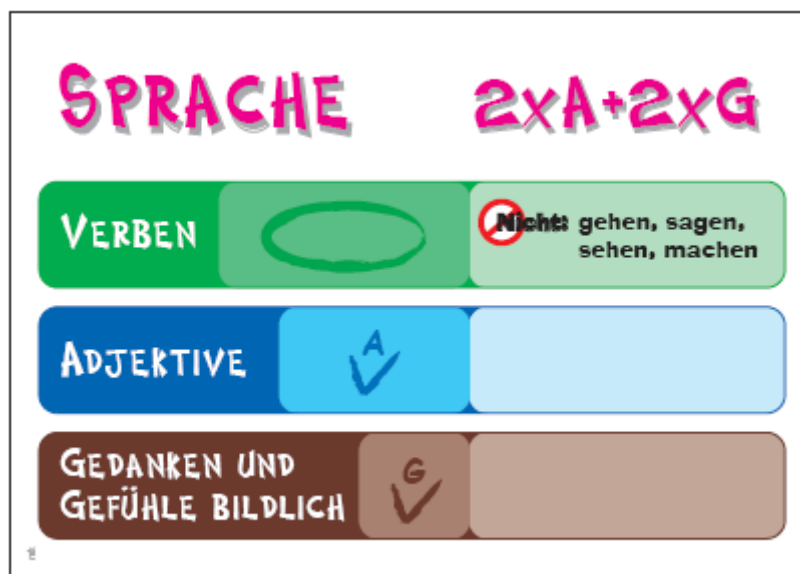 SPRACHE 2xA+2xG
VERBEN
Nicht: gehen, sagen,
sehen, machen
ADJEKTIVE
A
GEDANKEN UND
GEFÜHLE BILDLICH
G